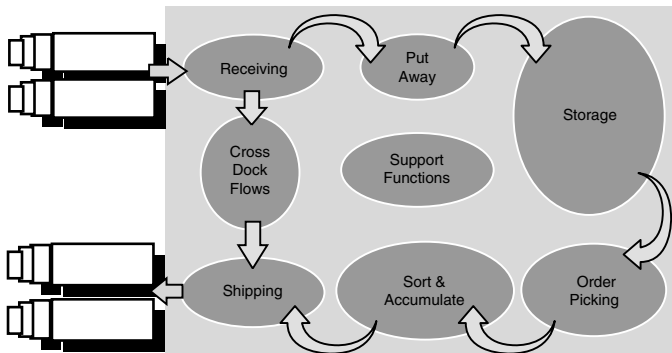 Receiving
Put
Away
Storage
Cross
Dock
Flows
Support
Functions
Shipping
Sort &
Accumulate
Order
Picking